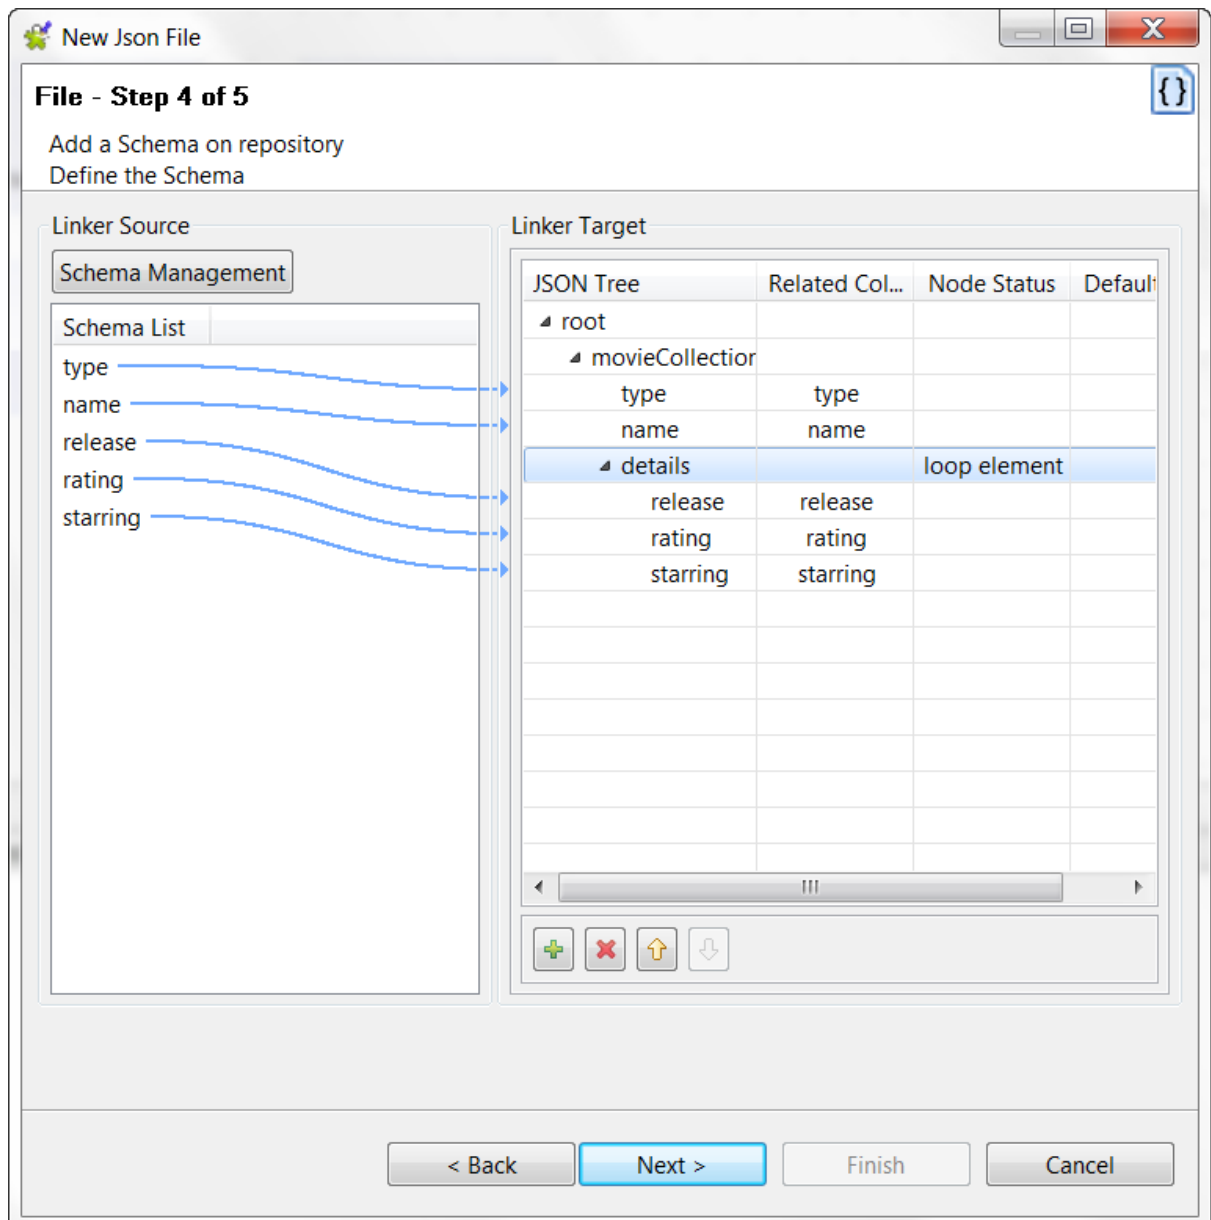 New Json File
File - Step 4 of 5
Add a Schema on repository
Define the Schema
Linker Source
Schema Management
Schema List
type
name
release
rating
starring
Linker Target
JSON Tree Related Col... Node Status Default
root
movieCollection
type type
name name
details loop element
release release
rating rating
starring starring
< Back Next > Finish Cancel